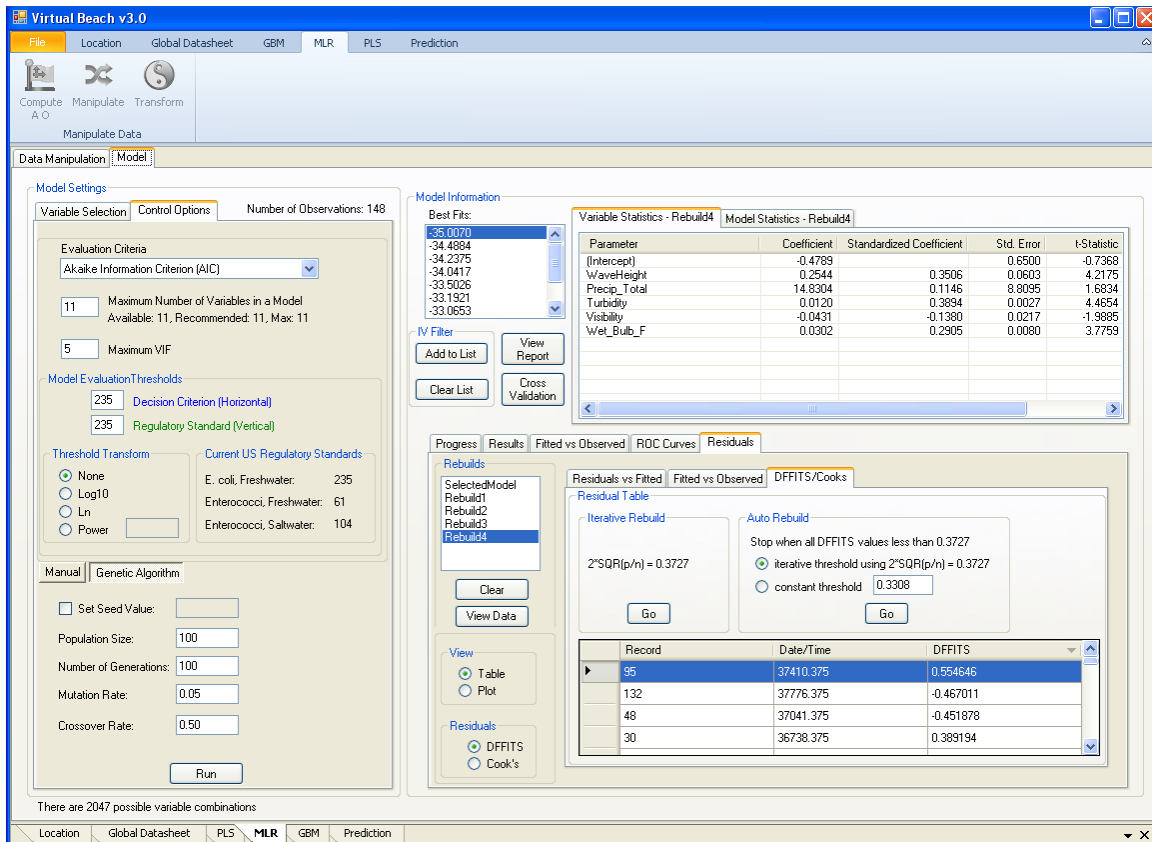 Virtual Beach v3.0
File Location Global Datasheet GBM MLR PLS Prediction
Compute A O
Manipulate
Transform
Manipulate Data
Data Manipulation Model
Model Settings
Variable Selection Control Options Number of Observations: 148
Evaluation Criteria
Akaike Information Criterion (AIC)
11 Maximum Number of Variables in a Model
Available: 11, Recommended: 11, Max: 11
5 Maximum VIF
Model EvaluationThresholds
235 Decision Criterion (Horizontal)
235 Regulatory Standard (Vertical)
Threshold Transform
None
Log10
Ln
Power
Current US Regulatory Standards
E. coli, Freshwater: 235
Enterococci, Freshwater: 61
Enterococci, Saltwater: 104
Manual Genetic Algorithm
Set Seed Value:
Population Size: 100
Number of Generations: 100
Mutation Rate: 0.05
Crossover Rate: 0.50
Run
There are 2047 possible variable combinations
Model Information
Best Fits:
-35.0070
-34.4884
-34.2375
-34.0417
-33.5026
-33.1921
-33.0653
IV Filter
Add to List
Clear List
View Report
Cross Validation
Variable Statistics - Rebuild4 Model Statistics - Rebuild4
Parameter Coefficient Standardized Coefficient Std. Error t-Statistic
(Intercept) -0.4789 0.6500 -0.7368
WaveHeight 0.2544 0.3506 0.0603 4.2175
Precip_Total 14.8304 0.1146 8.8095 1.6834
Turbidity 0.0120 0.3894 0.0027 4.4654
Visibility -0.0431 -0.1380 0.0217 -1.9885
Wet_Bulb_F 0.0302 0.2905 0.0080 3.7759
Progress Results Fitted vs Observed ROC Curves Residuals
Rebuilds
SelectedModel
Rebuild1
Rebuild2
Rebuild3
Rebuild4
Clear
View Data
View
Table
Plot
Residuals
DFFITS
Cook's
Residuals vs Fitted Fitted vs Observed DFFITS/Cooks
Residual Table
Iterative Rebuild
2*SQR(p/n) = 0.3727
Go
Auto Rebuild
Stop when all DFFITS values less than 0.3727
iterative threshold using 2*SQR(p/n) = 0.3727
constant threshold 0.3308
Go
Record Date/Time DFFITS
95 37410.375 0.554646
132 37776.375 -0.467011
48 37041.375 -0.451878
30 36738.375 0.389194
Location Global Datasheet PLS MLR GBM Prediction